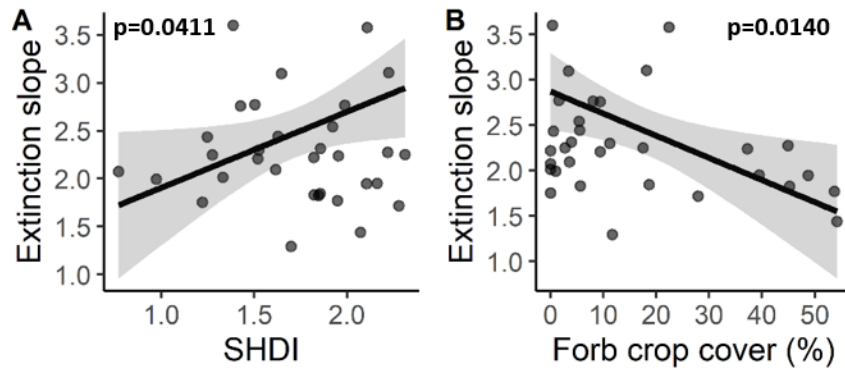 A
p=0.0411
Extinction slope
3.5
3.0
2.5
2.0
1.5
1.0
1.0 1.5 2.0
SHDI
B
p=0.0140
Extinction slope
3.5
3.0
2.5
2.0
1.5
1.0
0 10 20 30 40 50
Forb crop cover (%)